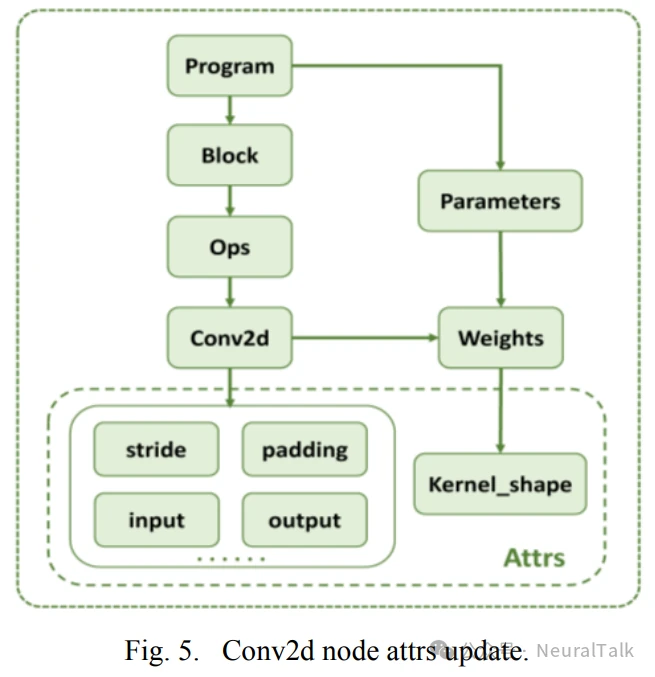 Program
Block
Parameters
Ops
Conv2d
Weights
stride
padding
Kernel_shape
input
output
......
Attrs
Fig. 5. Conv2d node attrs update.
NeuralTalk